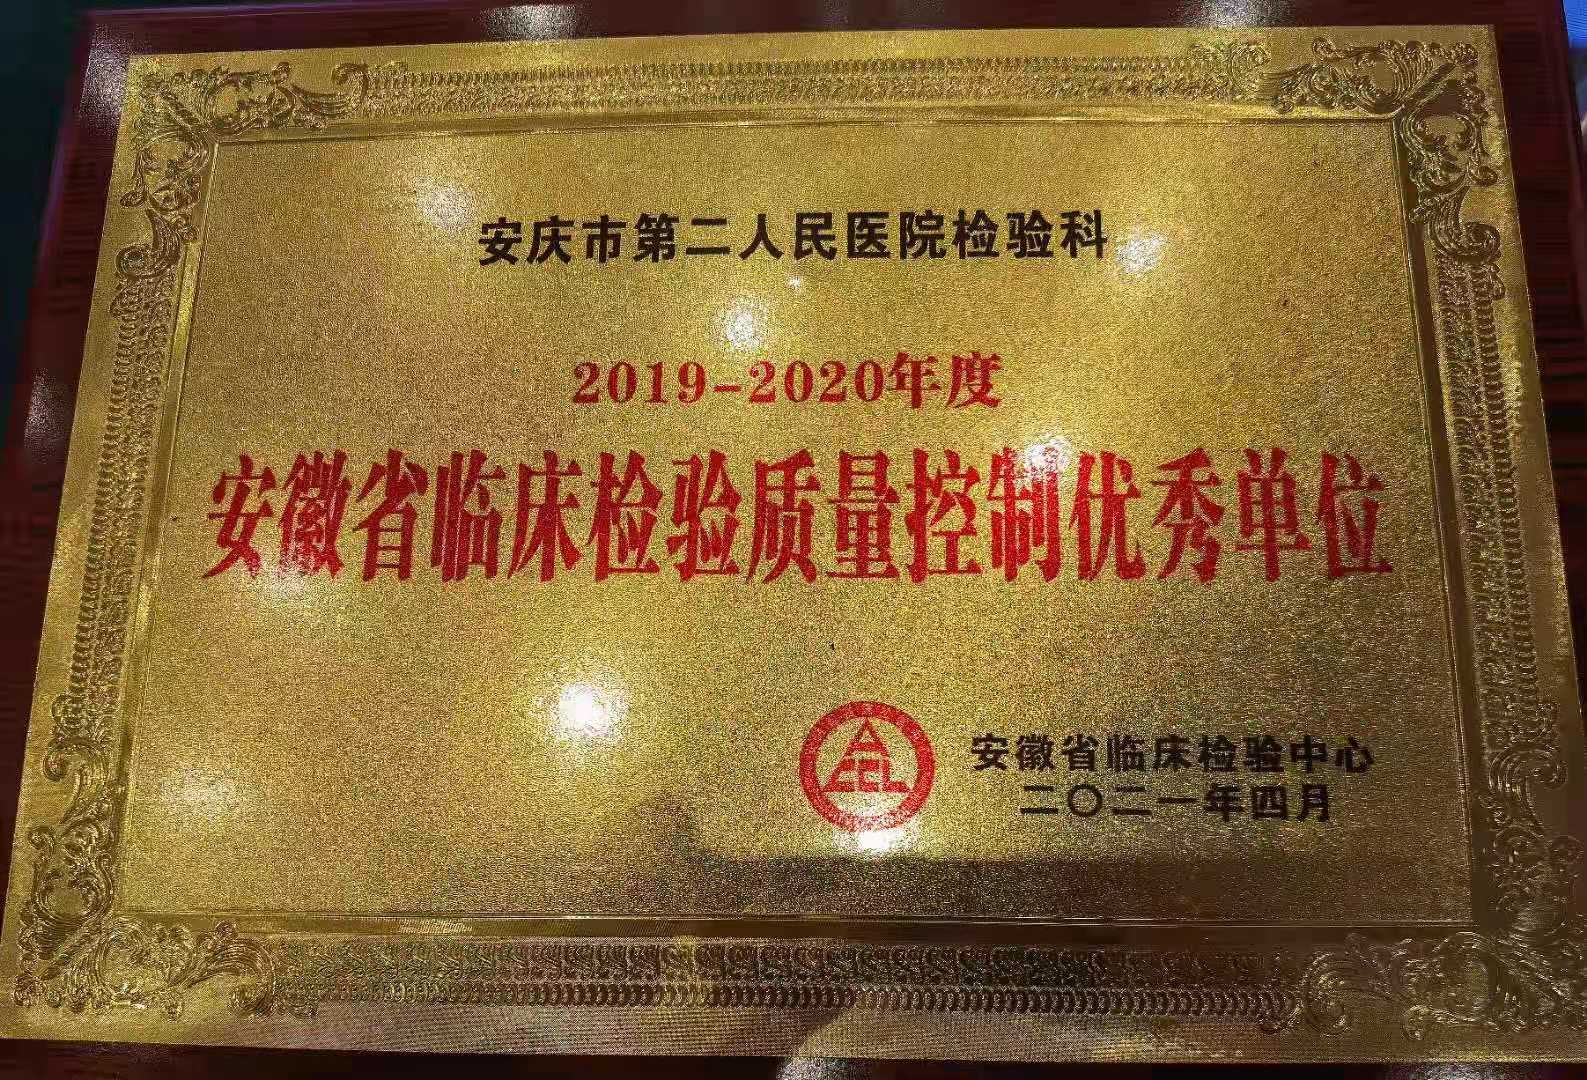 安庆市第二人民医院检验科
2019-2020年度
安徽省临床检验质量控制优秀单位
ACCL
安徽省临床检验中心
二〇二一年四月